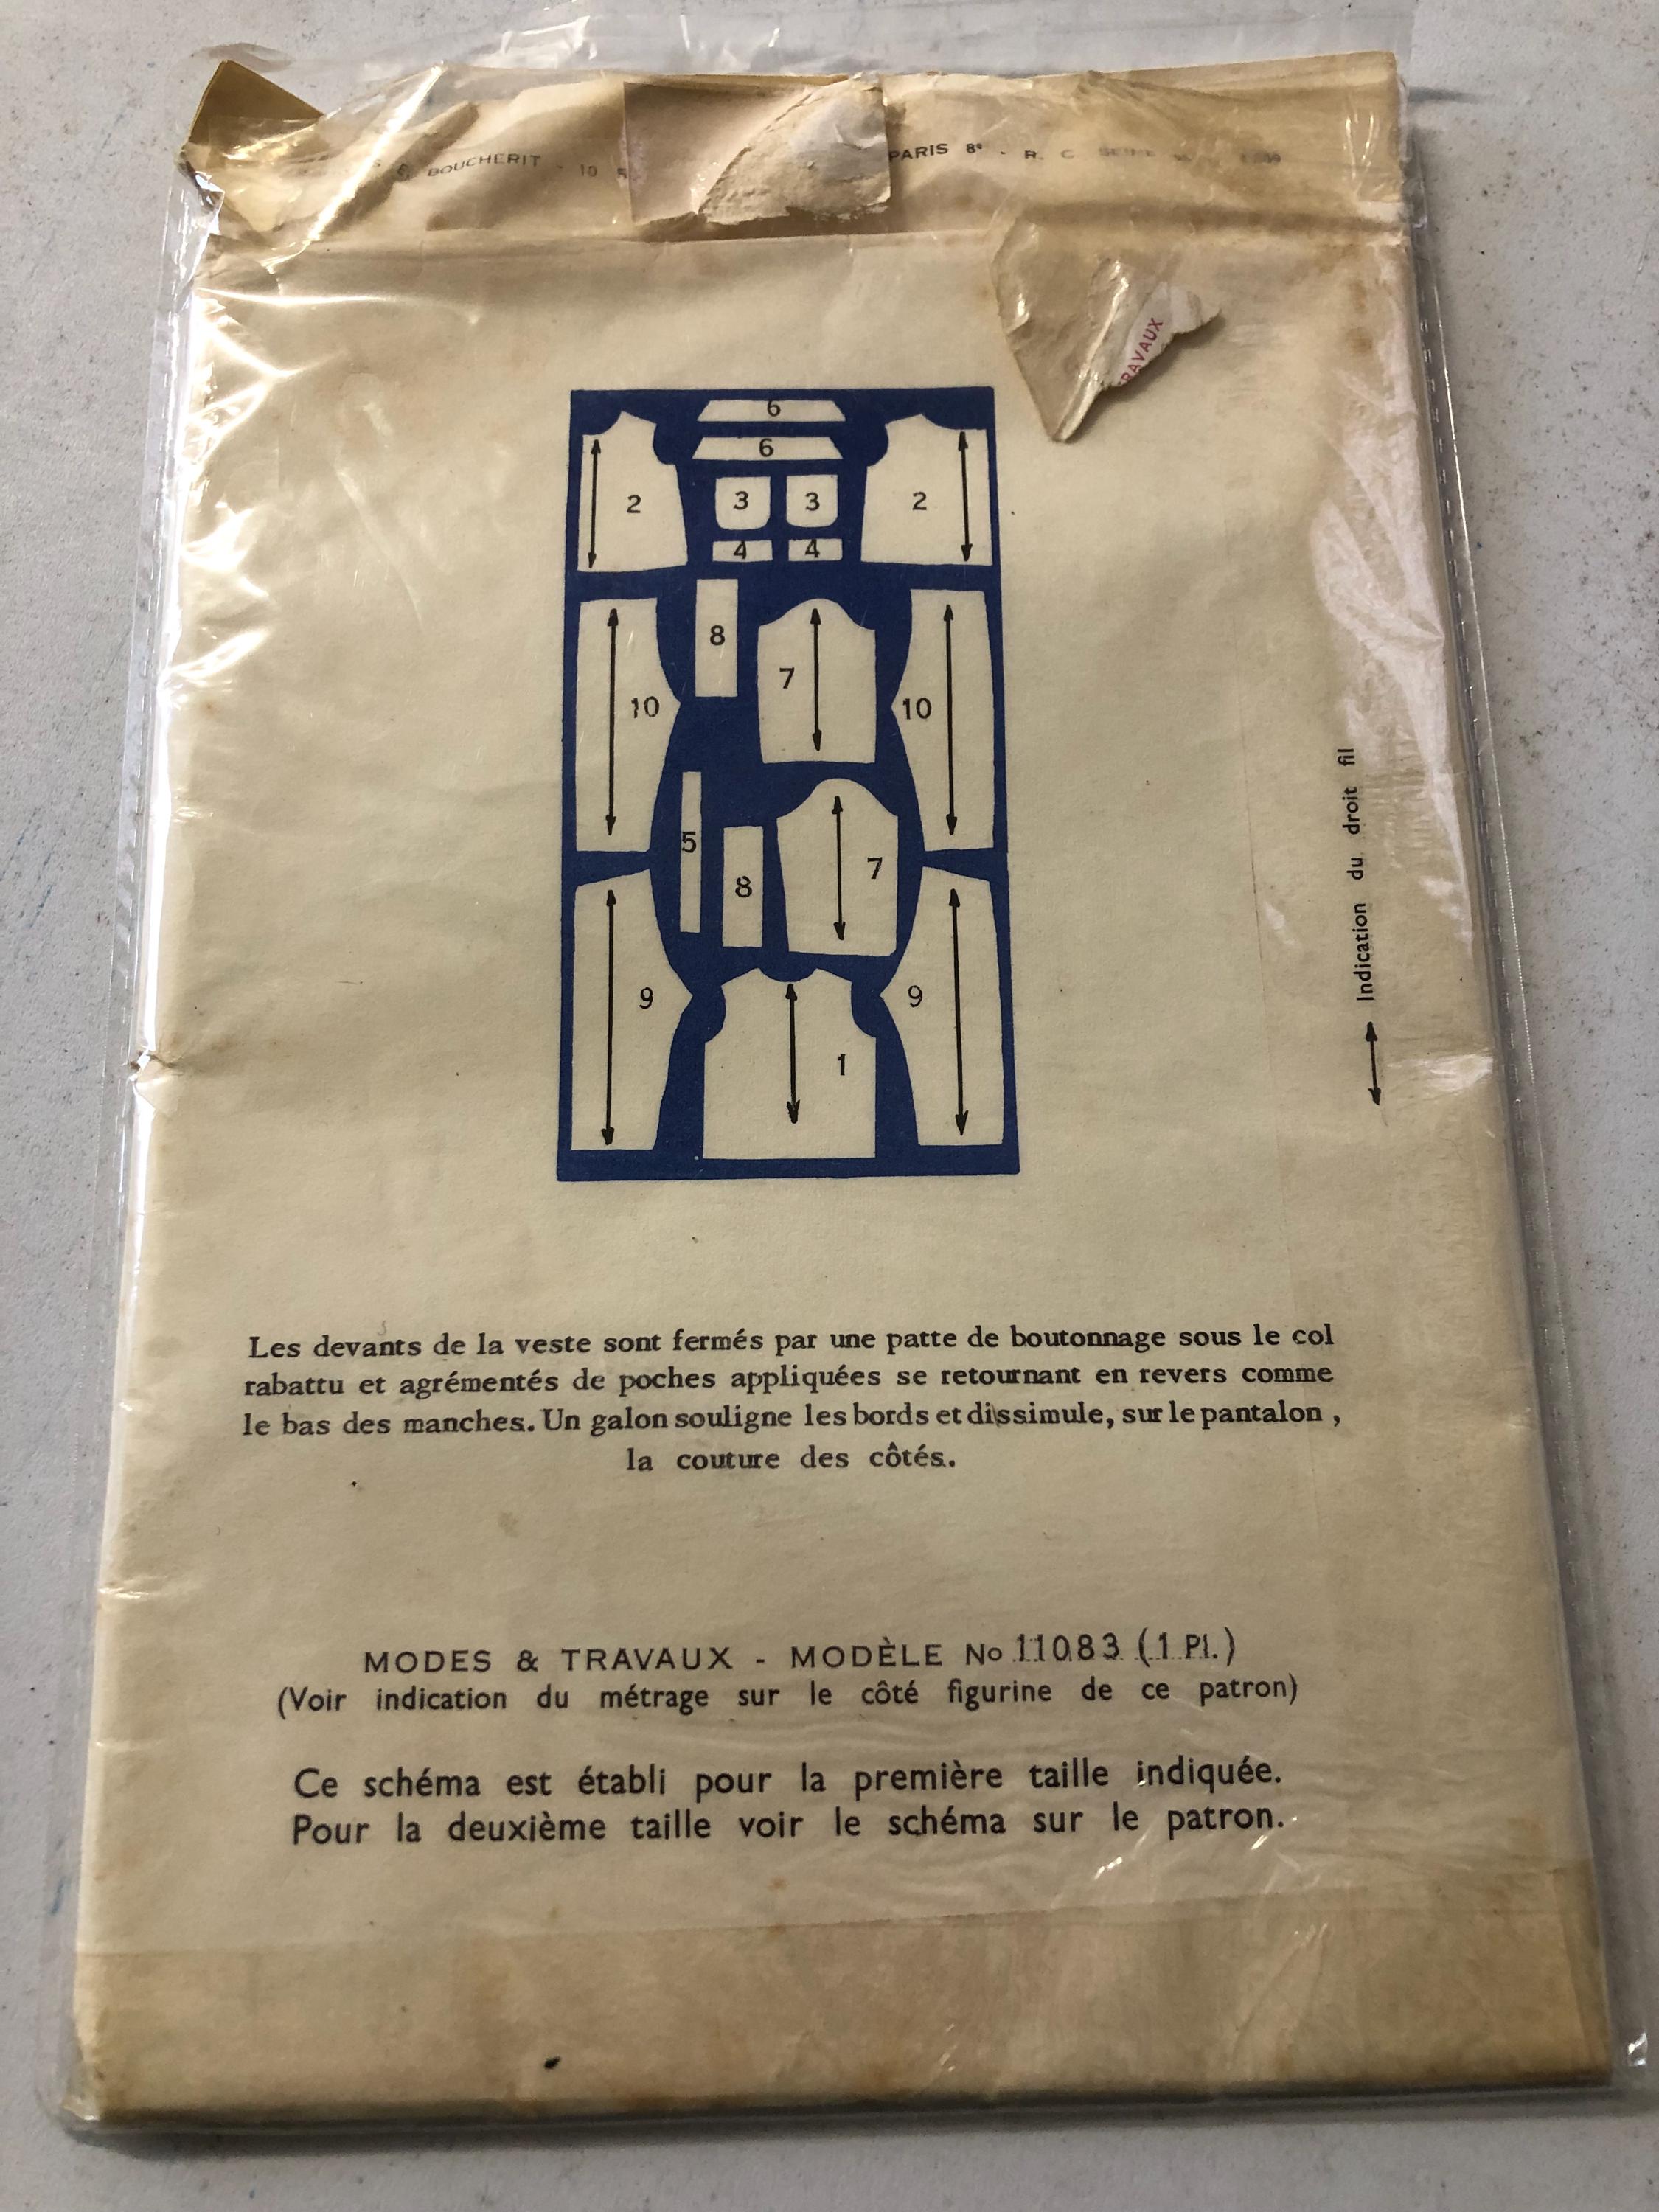 BOUCHERIT - 10
PARIS 8e - R. C. SEINE
RAVAUX
6
6
2
3
3
2
4
4
8
7
10
10
5
8
7
9
9
1
Indication du droit fil
Les devants de la veste sont fermés par une patte de boutonnage sous le col
rabattu et agrémentés de poches appliquées se retournant en revers comme
le bas des manches. Un galon souligne les bords et dissimule, sur le pantalon ,
la couture des côtés.
MODES & TRAVAUX - MODÈLE No 11083 (1 Pl.)
(Voir indication du métrage sur le côté figurine de ce patron)
Ce schéma est établi pour la première taille indiquée.
Pour la deuxième taille voir le schéma sur le patron.